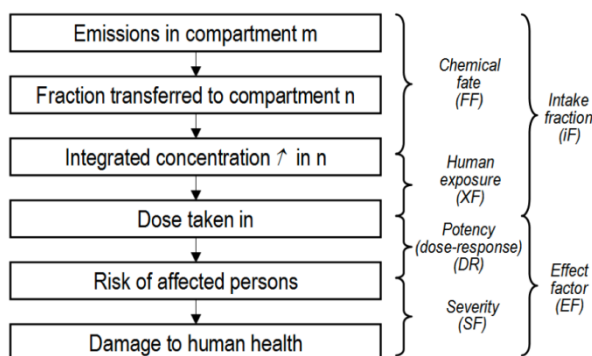 Emissions in compartment m
Fraction transferred to compartment n
Integrated concentration ↑ in n
Dose taken in
Risk of affected persons
Damage to human health
Chemical
fate
(FF)
Human
exposure
(XF)
Potency
(dose-response)
(DR)
Severity
(SF)
Intake
fraction
(iF)
Effect
factor
(EF)